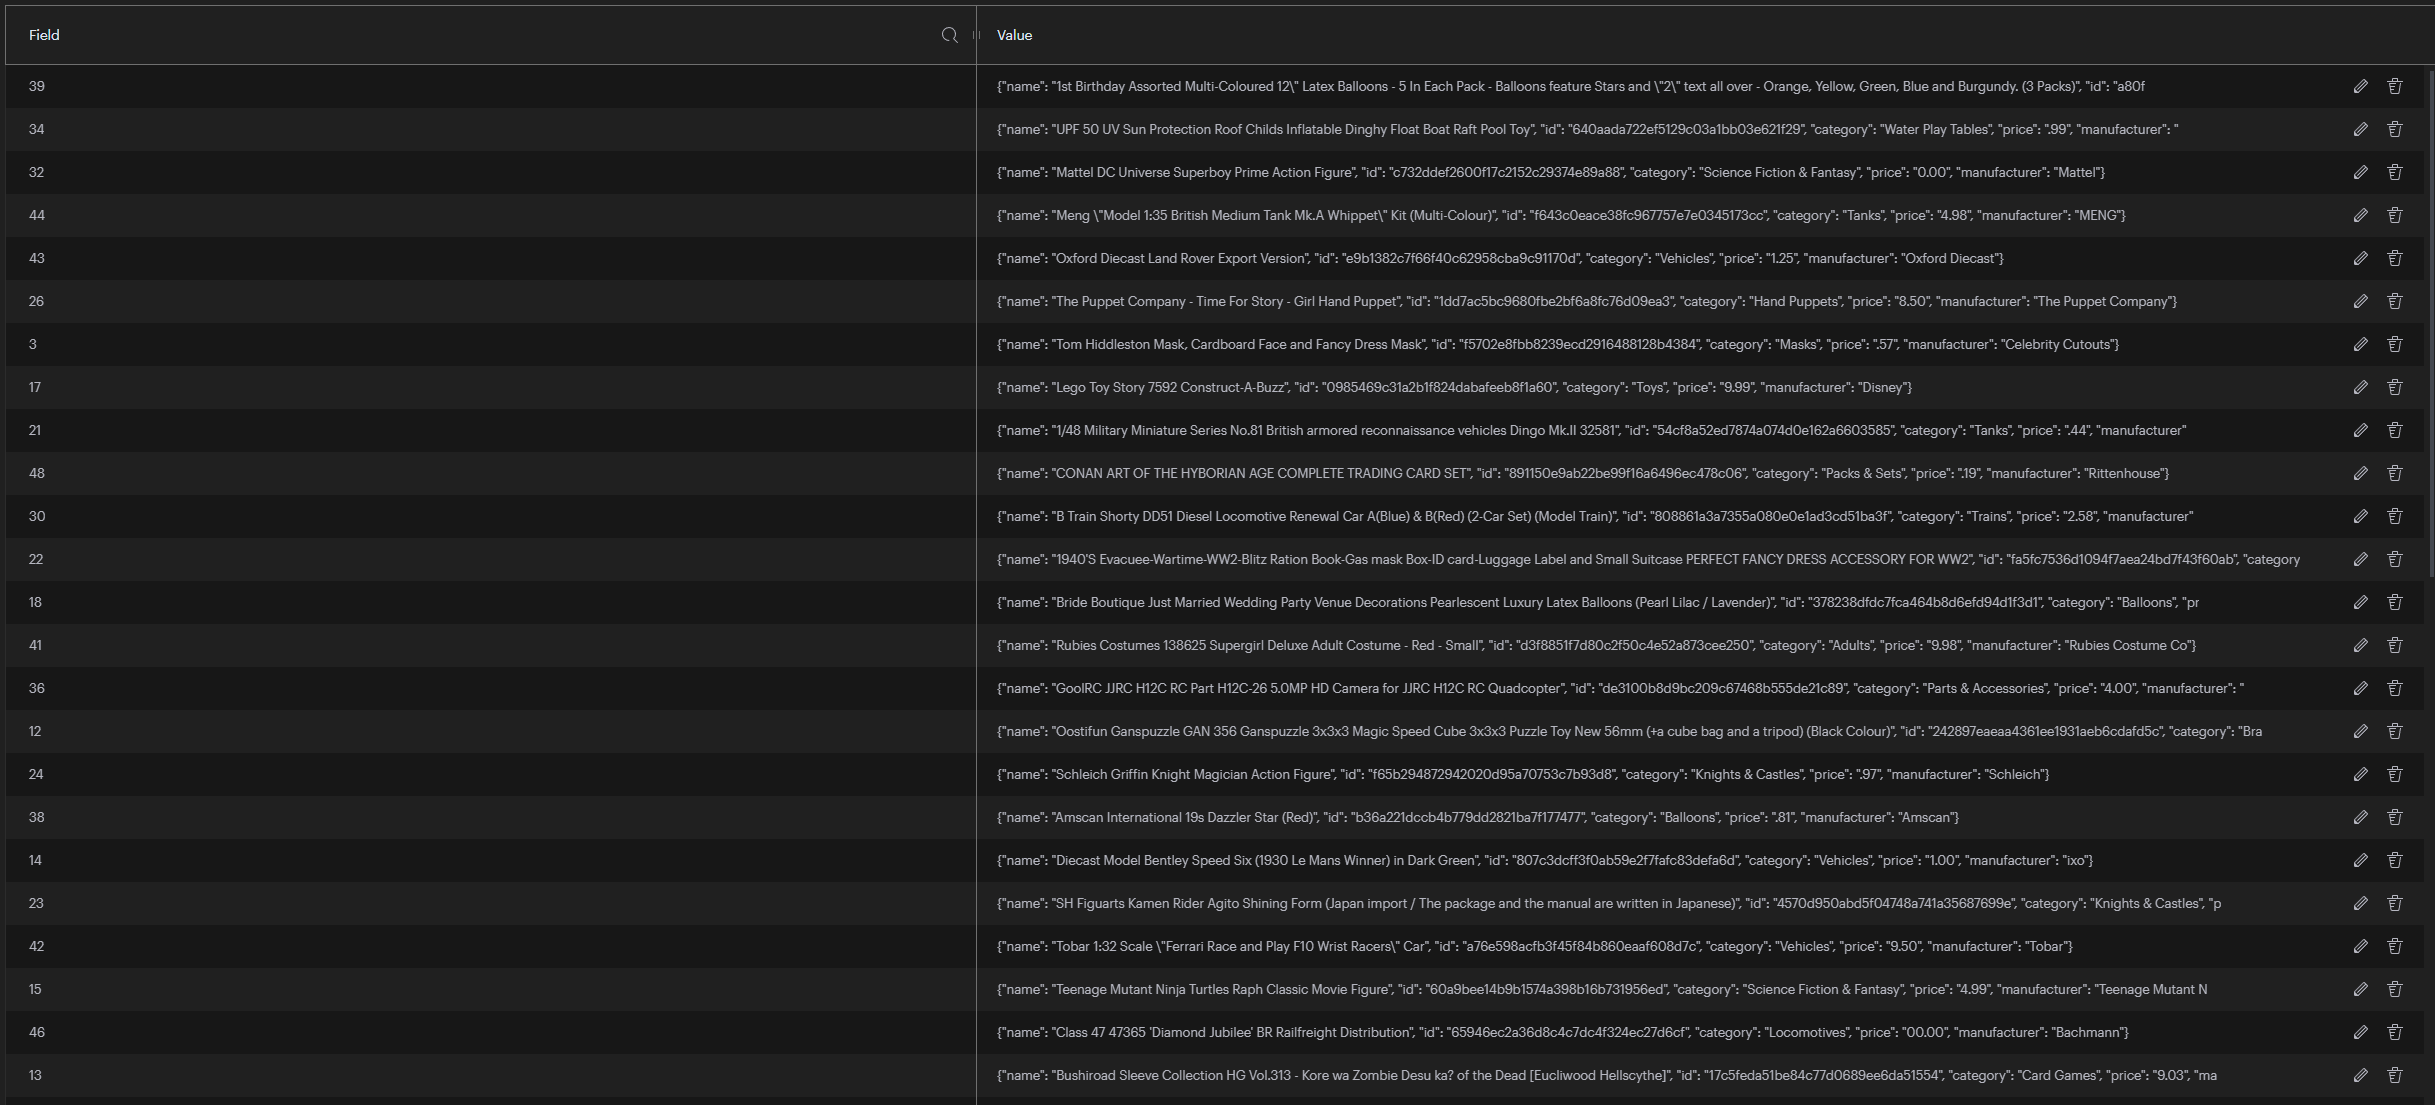 Field Value
39 {"name": "1st Birthday Assorted Multi-Coloured 12\" Latex Balloons - 5 In Each Pack - Balloons feature Stars and \"2\" text all over - Orange, Yellow, Green, Blue and Burgundy. (3 Packs)", "id": "a80f
34 {"name": "UPF 50 UV Sun Protection Roof Childs Inflatable Dinghy Float Boat Raft Pool Toy", "id": "640aada722ef5129c03a1bb03e621f29", "category": "Water Play Tables", "price": ".99", "manufacturer": "
32 {"name": "Mattel DC Universe Superboy Prime Action Figure", "id": "c732ddef2600f17c2152c29374e89a88", "category": "Science Fiction & Fantasy", "price": "0.00", "manufacturer": "Mattel"}
44 {"name": "Meng \"Model 1:35 British Medium Tank Mk.A Whippet\" Kit (Multi-Colour)", "id": "f643c0eace38fc967757e7e0345173cc", "category": "Tanks", "price": "4.98", "manufacturer": "MENG"}
43 {"name": "Oxford Diecast Land Rover Export Version", "id": "e9b1382c7f66f40c62958cba9c91170d", "category": "Vehicles", "price": "1.25", "manufacturer": "Oxford Diecast"}
26 {"name": "The Puppet Company - Time For Story - Girl Hand Puppet", "id": "1dd7ac5bc9680fbe2bf6a8fc76d09ea3", "category": "Hand Puppets", "price": "8.50", "manufacturer": "The Puppet Company"}
3 {"name": "Tom Hiddleston Mask, Cardboard Face and Fancy Dress Mask", "id": "f5702e8fbb8239ecd2916488128b4384", "category": "Masks", "price": ".57", "manufacturer": "Celebrity Cutouts"}
17 {"name": "Lego Toy Story 7592 Construct-A-Buzz", "id": "0985469c31a2b1f824dabafeeb8f1a60", "category": "Toys", "price": "9.99", "manufacturer": "Disney"}
21 {"name": "1/48 Military Miniature Series No.81 British armored reconnaissance vehicles Dingo Mk.II 32581", "id": "54cf8a52ed7874a074d0e162a6603585", "category": "Tanks", "price": ".44", "manufacturer"
48 {"name": "CONAN ART OF THE HYBORIAN AGE COMPLETE TRADING CARD SET", "id": "891150e9ab22be99f16a6496ec478c06", "category": "Packs & Sets", "price": ".19", "manufacturer": "Rittenhouse"}
30 {"name": "B Train Shorty DD51 Diesel Locomotive Renewal Car A(Blue) & B(Red) (2-Car Set) (Model Train)", "id": "808861a3a7355a080e0e1ad3cd51ba3f", "category": "Trains", "price": "2.58", "manufacturer"
22 {"name": "1940'S Evacuee-Wartime-WW2-Blitz Ration Book-Gas mask Box-ID card-Luggage Label and Small Suitcase PERFECT FANCY DRESS ACCESSORY FOR WW2", "id": "fa5fc7536d1094f7aea24bd7f43f60ab", "category
18 {"name": "Bride Boutique Just Married Wedding Party Venue Decorations Pearlescent Luxury Latex Balloons (Pearl Lilac / Lavender)", "id": "378238dfdc7fca464b8d6efd94d1f3d1", "category": "Balloons", "pr
41 {"name": "Rubies Costumes 138625 Supergirl Deluxe Adult Costume - Red - Small", "id": "d3f8851f7d80c2f50c4e52a873cee250", "category": "Adults", "price": "9.98", "manufacturer": "Rubies Costume Co"}
36 {"name": "GoolRC JJRC H12C RC Part H12C-26 5.0MP HD Camera for JJRC H12C RC Quadcopter", "id": "de3100b8d9bc209c67468b555de21c89", "category": "Parts & Accessories", "price": "4.00", "manufacturer": "
12 {"name": "Oostifun Ganspuzzle GAN 356 Ganspuzzle 3x3x3 Magic Speed Cube 3x3x3 Puzzle Toy New 56mm (+a cube bag and a tripod) (Black Colour)", "id": "242897eaeaa4361ee1931aeb6cdafd5c", "category": "Bra
24 {"name": "Schleich Griffin Knight Magician Action Figure", "id": "f65b294872942020d95a70753c7b93d8", "category": "Knights & Castles", "price": ".97", "manufacturer": "Schleich"}
38 {"name": "Amscan International 19s Dazzler Star (Red)", "id": "b36a221dccb4b779dd2821ba7f177477", "category": "Balloons", "price": ".81", "manufacturer": "Amscan"}
14 {"name": "Diecast Model Bentley Speed Six (1930 Le Mans Winner) in Dark Green", "id": "807c3dcff3f0ab59e2f7fafc83defa6d", "category": "Vehicles", "price": "1.00", "manufacturer": "ixo"}
23 {"name": "SH Figuarts Kamen Rider Agito Shining Form (Japan import / The package and the manual are written in Japanese)", "id": "4570d950abd5f04748a741a35687699e", "category": "Knights & Castles", "p
42 {"name": "Tobar 1:32 Scale \"Ferrari Race and Play F10 Wrist Racers\" Car", "id": "a76e598acfb3f45f84b860eaaf608d7c", "category": "Vehicles", "price": "9.50", "manufacturer": "Tobar"}
15 {"name": "Teenage Mutant Ninja Turtles Raph Classic Movie Figure", "id": "60a9bee14b9b1574a398b16b731956ed", "category": "Science Fiction & Fantasy", "price": "4.99", "manufacturer": "Teenage Mutant N
46 {"name": "Class 47 47365 'Diamond Jubilee' BR Railfreight Distribution", "id": "65946ec2a36d8c4c7dc4f324ec27d6cf", "category": "Locomotives", "price": "00.00", "manufacturer": "Bachmann"}
13 {"name": "Bushiroad Sleeve Collection HG Vol.313 - Kore wa Zombie Desu ka? of the Dead [Eucliwood Hellscythe]", "id": "17c5feda51be84c77d0689ee6da51554", "category": "Card Games", "price": "9.03", "ma